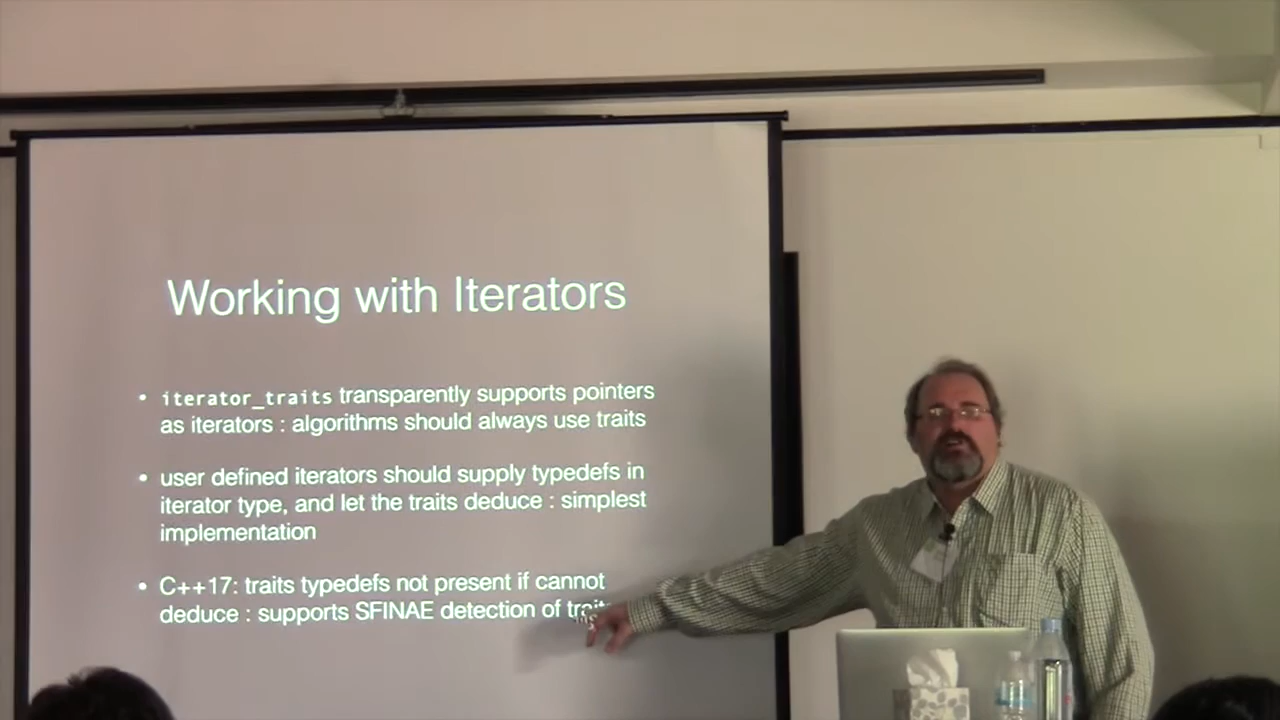 Working with Iterators
• iterator_traits transparently supports pointers
as iterators : algorithms should always use traits
• user defined iterators should supply typedefs in
iterator type, and let the traits deduce : simplest
implementation
• C++17: traits typedefs not present if cannot
deduce : supports SFINAE detection of